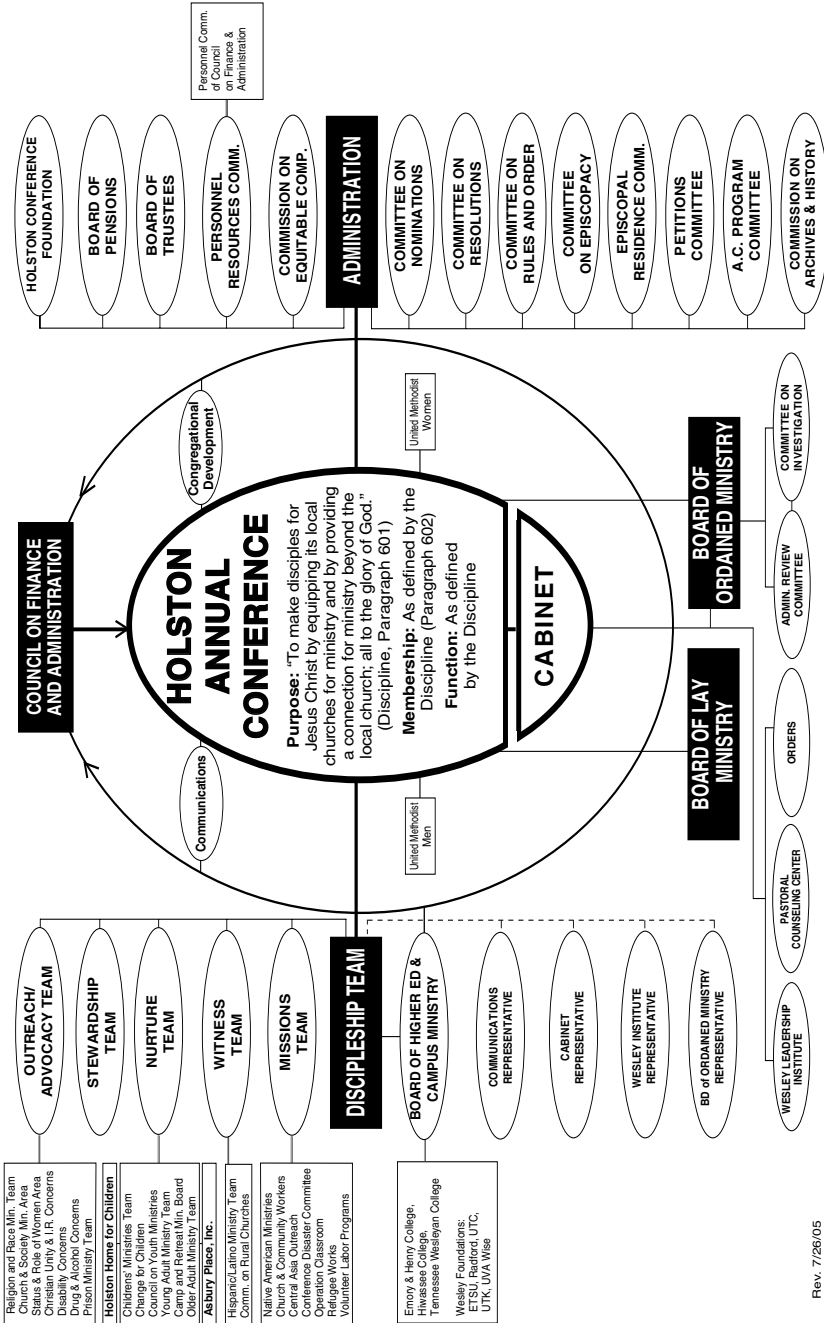 COUNCIL ON FINANCE
AND ADMINISTRATION
Communications
Congregational
Development
HOLSTON
ANNUAL
CONFERENCE
Purpose: “To make disciples for
Jesus Christ by equipping its local
churches for ministry and by providing
a connection for ministry beyond the
local church; all to the glory of God.”
(Discipline, Paragraph 601)
Membership: As defined by the
Discipline (Paragraph 602)
Function: As defined
by the Discipline
CABINET
United Methodist
Men
United Methodist
Women
DISCIPLESHIP TEAM
OUTREACH/
ADVOCACY TEAM
STEWARDSHIP
TEAM
NURTURE
TEAM
WITNESS
TEAM
MISSIONS
TEAM
Religion and Race Min. Team
Church & Society Min. Area
Status & Role of Women Area
Christian Unity & I.R. Concerns
Disability Concerns
Drug & Alcohol Concerns
Prison Ministry Team
Holston Home for Children
Childrens' Ministries Team
Change for Children
Council on Youth Ministries
Young Adult Ministry Team
Camp and Retreat Min. Board
Older Adult Ministry Team
Asbury Place, Inc.
Hispanic/Latino Ministry Team
Comm. on Rural Churches
Native American Ministries
Church & Community Workers
Central Asia Outreach
Conference Disaster Committee
Operation Classroom
Refugee Works
Volunteer Labor Programs
BOARD OF HIGHER ED &
CAMPUS MINISTRY
Emory & Henry College,
Hiwassee College,
Tennessee Wesleyan College
Wesley Foundations:
ETSU, Radford, UTC,
UTK, UVA Wise
COMMUNICATIONS
REPRESENTATIVE
CABINET
REPRESENTATIVE
WESLEY INSTITUTE
REPRESENTATIVE
BD of ORDAINED MINISTRY
REPRESENTATIVE
ADMINISTRATION
HOLSTON CONFERENCE
FOUNDATION
BOARD OF
PENSIONS
BOARD OF
TRUSTEES
PERSONNEL
RESOURCES COMM.
Personnel Comm.
of Council
on Finance &
Administration
COMMISSION ON
EQUITABLE COMP.
COMMITTEE ON
NOMINATIONS
COMMITTEE ON
RESOLUTIONS
COMMITTEE ON
RULES AND ORDER
COMMITTEE
ON EPISCOPACY
EPISCOPAL
RESIDENCE COMM.
PETITIONS
COMMITTEE
A.C. PROGRAM
COMMITTEE
COMMISSION ON
ARCHIVES & HISTORY
BOARD OF LAY
MINISTRY
BOARD OF
ORDAINED MINISTRY
WESLEY LEADERSHIP
INSTITUTE
PASTORAL
COUNSELING CENTER
ORDERS
ADMIN. REVIEW
COMMITTEE
COMMITTEE ON
INVESTIGATION
Rev. 7/26/05